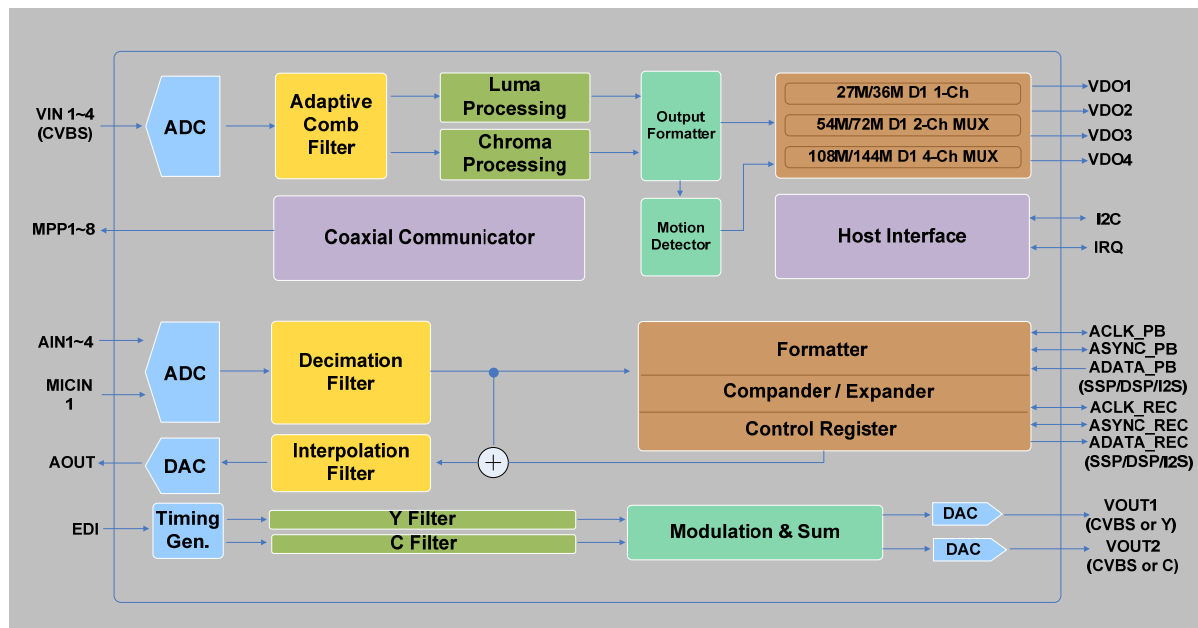 VIN 1~4
(CVBS)
ADC
Adaptive
Comb
Filter
Luma
Processing
Chroma
Processing
Output
Formatter
Motion
Detector
27M/36M D1 1-Ch
54M/72M D1 2-Ch MUX
108M/144M D1 4-Ch MUX
VDO1
VDO2
VDO3
VDO4
MPP1~8
Coaxial Communicator
Host Interface
I2C
IRQ
AIN1~4
MICIN
1
ADC
Decimation
Filter
Formatter
Compander / Expander
Control Register
ACLK_PB
ASYNC_PB
ADATA_PB
(SSP/DSP/I2S)
ACLK_REC
ASYNC_REC
ADATA_REC
(SSP/DSP/I2S)
AOUT
DAC
Interpolation
Filter
+
EDI
Timing
Gen.
Y Filter
C Filter
Modulation & Sum
DAC
DAC
VOUT1
(CVBS or Y)
VOUT2
(CVBS or C)